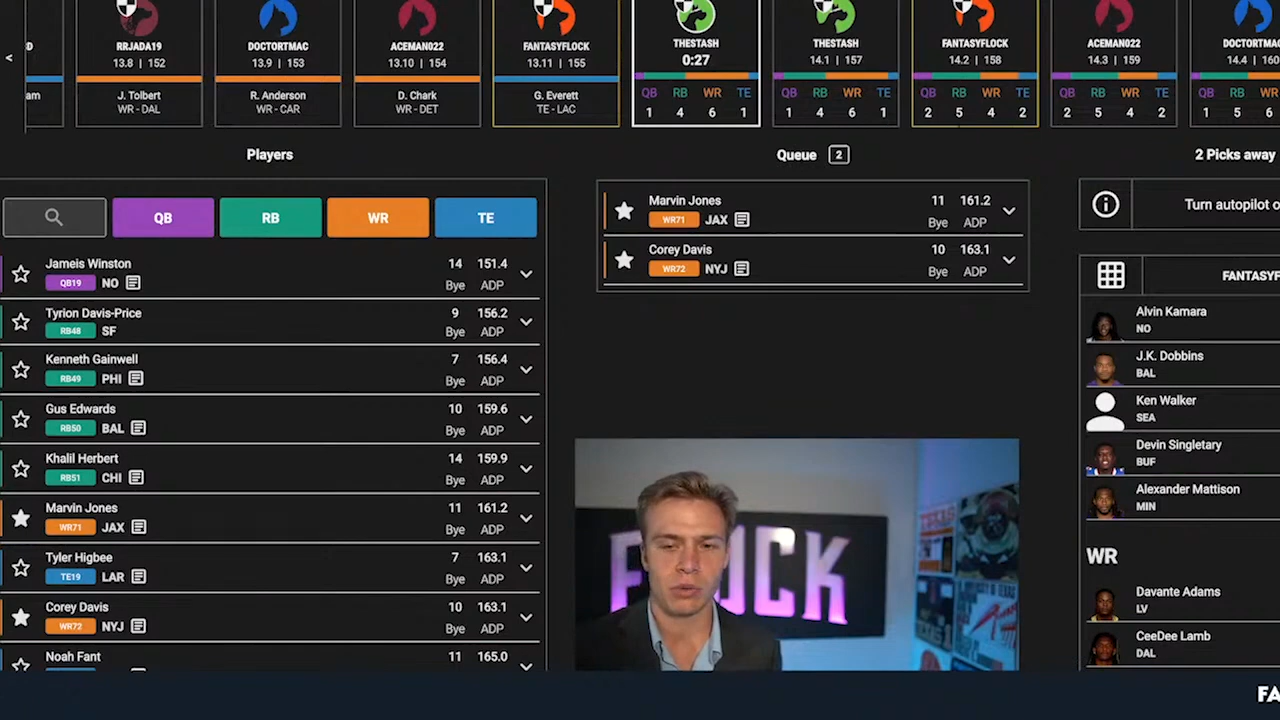 <
D
am
RRJADA19
13.8 | 152
J. Tolbert
WR - DAL
DOCTORTMAC
13.9 | 153
R. Anderson
WR - CAR
ACEMAN022
13.10 | 154
D. Chark
WR - DET
FANTASYFLOCK
13.11 | 155
G. Everett
TE - LAC
THESTASH
0:27
QB RB WR TE
1 4 6 1
THESTASH
14.1 | 157
QB RB WR TE
1 4 6 1
FANTASYFLOCK
14.2 | 158
QB RB WR TE
2 5 4 2
ACEMAN022
14.3 | 159
QB RB WR TE
2 5 4 2
DOCTORTMAC
14.4 | 160
QB RB WR
1 5 6
Players
QB RB WR TE
Jameis Winston 14 151.4
QB19 NO Bye ADP
Tyrion Davis-Price 9 156.2
RB48 SF Bye ADP
Kenneth Gainwell 7 156.4
RB49 PHI Bye ADP
Gus Edwards 10 159.6
RB50 BAL Bye ADP
Khalil Herbert 14 159.9
RB51 CHI Bye ADP
Marvin Jones 11 161.2
WR71 JAX Bye ADP
Tyler Higbee 7 163.1
TE19 LAR Bye ADP
Corey Davis 10 163.1
WR72 NYJ Bye ADP
Noah Fant 11 165.0
Queue 2
Marvin Jones 11 161.2
WR71 JAX Bye ADP
Corey Davis 10 163.1
WR72 NYJ Bye ADP
FLOCK
2 Picks away
Turn autopilot o
FANTASYF
Alvin Kamara
NO
J.K. Dobbins
BAL
Ken Walker
SEA
Devin Singletary
BUF
Alexander Mattison
MIN
WR
Davante Adams
LV
CeeDee Lamb
DAL
FA